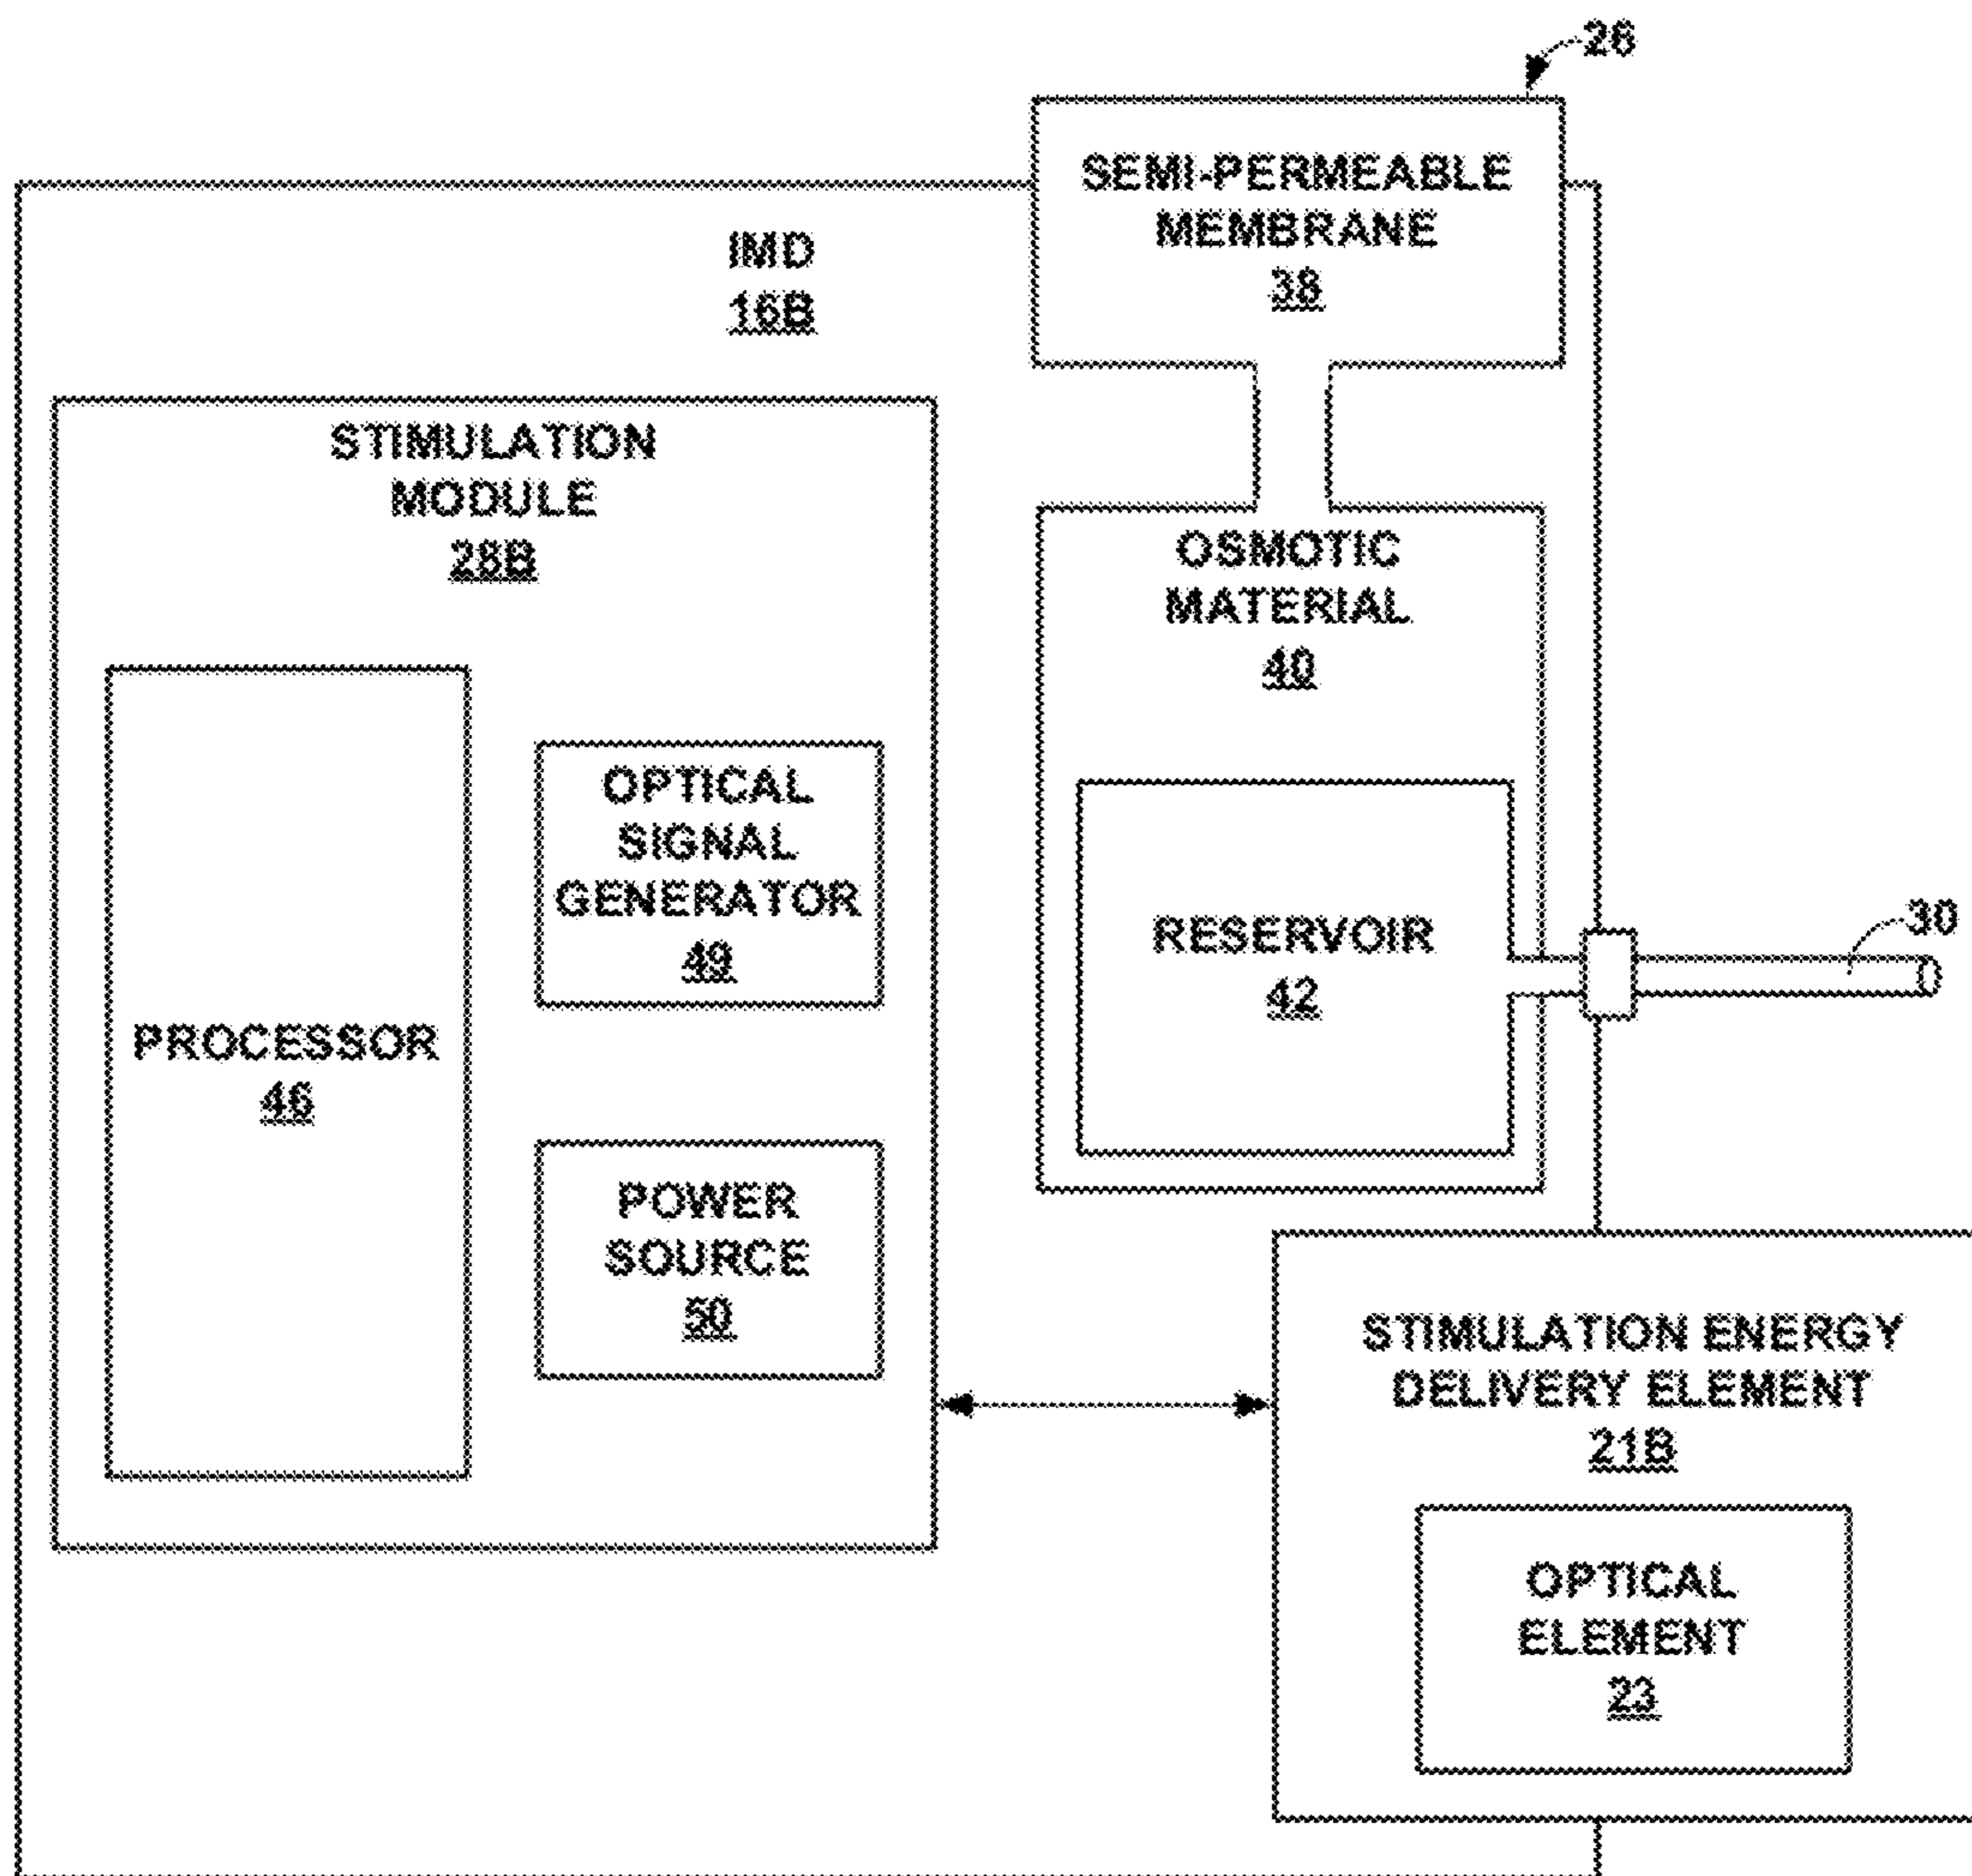 26
SEMI-PERMEABLE
MEMBRANE
38
IMD
16B
STIMULATION
MODULE
28B
OSMOTIC
MATERIAL
40
OPTICAL
SIGNAL
GENERATOR
49
RESERVOIR
42
30
PROCESSOR
46
POWER
SOURCE
50
STIMULATION ENERGY
DELIVERY ELEMENT
21B
OPTICAL
ELEMENT
23